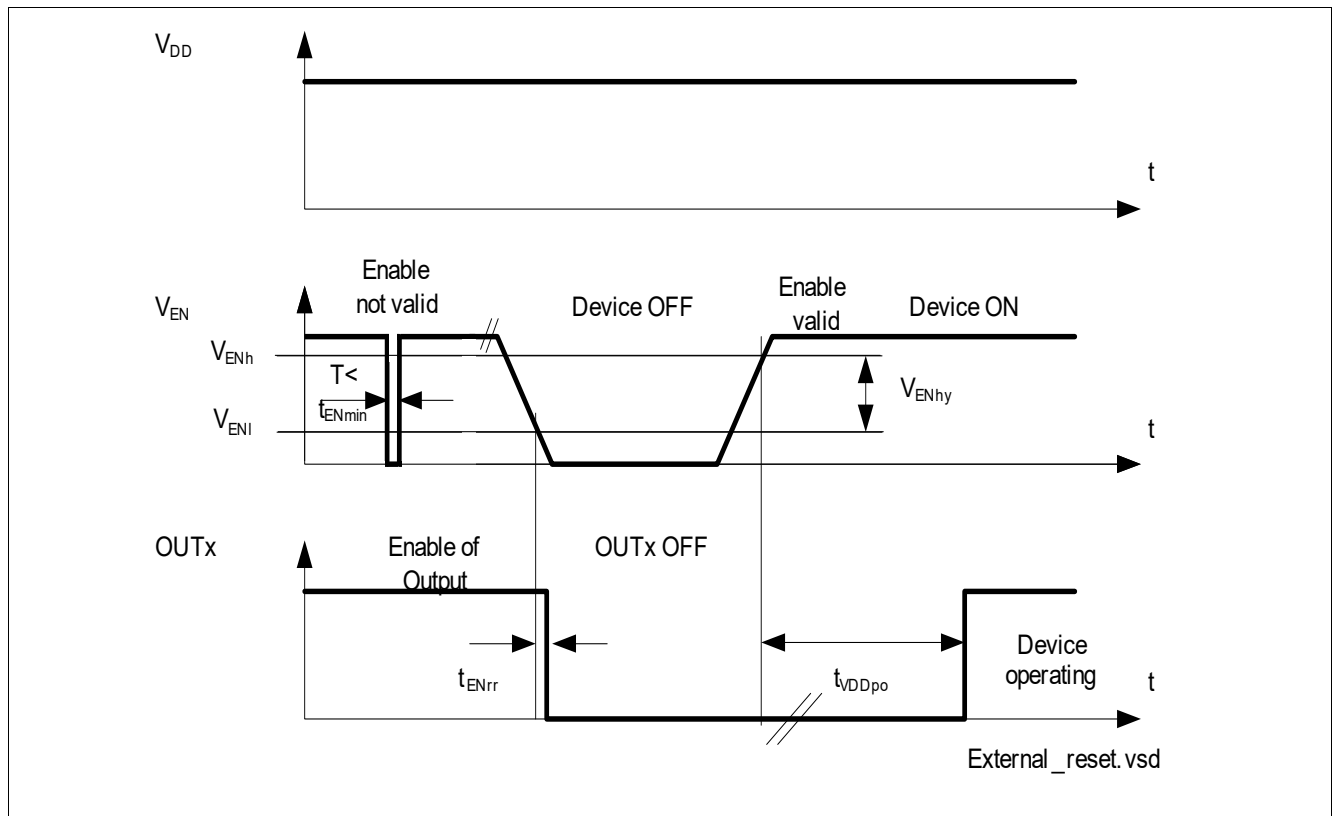 VDD
t
Enable
not valid
VEN
Device OFF
Enable
valid
Device ON
VENh
T<
tENmin
VENhy
VENl
t
OUTx
Enable of
Output
OUTx OFF
tENrr
tVDDpo
Device
operating
t
External_reset.vsd